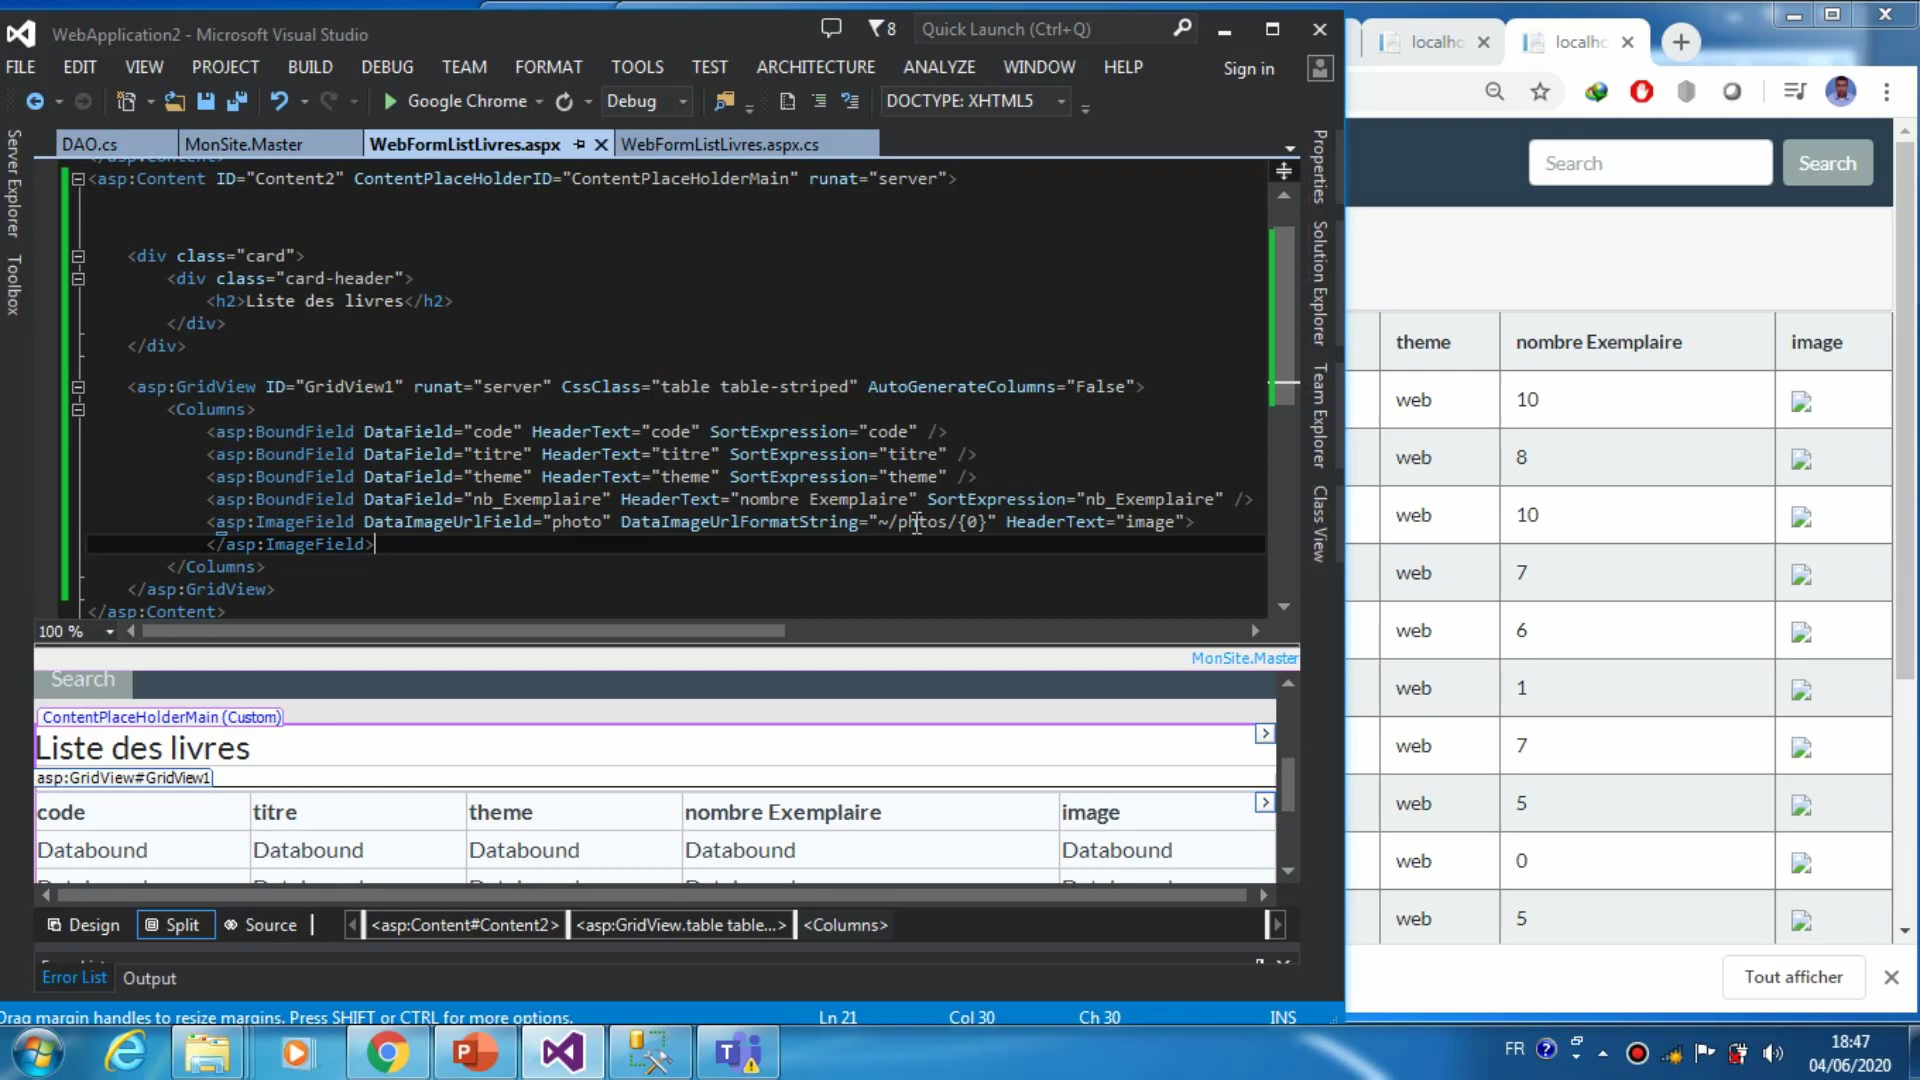 WebApplication2 - Microsoft Visual Studio
8
Quick Launch (Ctrl+Q)
FILE EDIT VIEW PROJECT BUILD DEBUG TEAM FORMAT TOOLS TEST ARCHITECTURE ANALYZE WINDOW HELP Sign in
Google Chrome Debug DOCTYPE: XHTML5
DAO.cs MonSite.Master WebFormListLivres.aspx WebFormListLivres.aspx.cs
Server Explorer
Toolbox
</asp:Content>
<asp:Content ID="Content2" ContentPlaceHolderID="ContentPlaceHolderMain" runat="server">
<div class="card">
<div class="card-header">
<h2>Liste des livres</h2>
</div>
</div>
<asp:GridView ID="GridView1" runat="server" CssClass="table table-striped" AutoGenerateColumns="False">
<Columns>
<asp:BoundField DataField="code" HeaderText="code" SortExpression="code" />
<asp:BoundField DataField="titre" HeaderText="titre" SortExpression="titre" />
<asp:BoundField DataField="theme" HeaderText="theme" SortExpression="theme" />
<asp:BoundField DataField="nb_Exemplaire" HeaderText="nombre Exemplaire" SortExpression="nb_Exemplaire" />
<asp:ImageField DataImageUrlField="photo" DataImageUrlFormatString="~/photos/{0}" HeaderText="image">
</asp:ImageField>
</Columns>
</asp:GridView>
</asp:Content>
Properties
Solution Explorer
Team Explorer
Class View
100 %
MonSite.Master
Search
ContentPlaceHolderMain (Custom)
Liste des livres
asp:GridView#GridView1
code titre theme nombre Exemplaire image
Databound Databound Databound Databound Databound
Design Split Source <asp:Content#Content2> <asp:GridView.table table...> <Columns>
Error List Output
Drag margin handles to resize margins. Press SHIFT or CTRL for more options. Ln 21 Col 30 Ch 30 INS
localho localho
Search Search
theme nombre Exemplaire image
web 10
web 8
web 10
web 7
web 6
web 1
web 7
web 5
web 0
web 5
Tout afficher
FR
18:47
04/06/2020